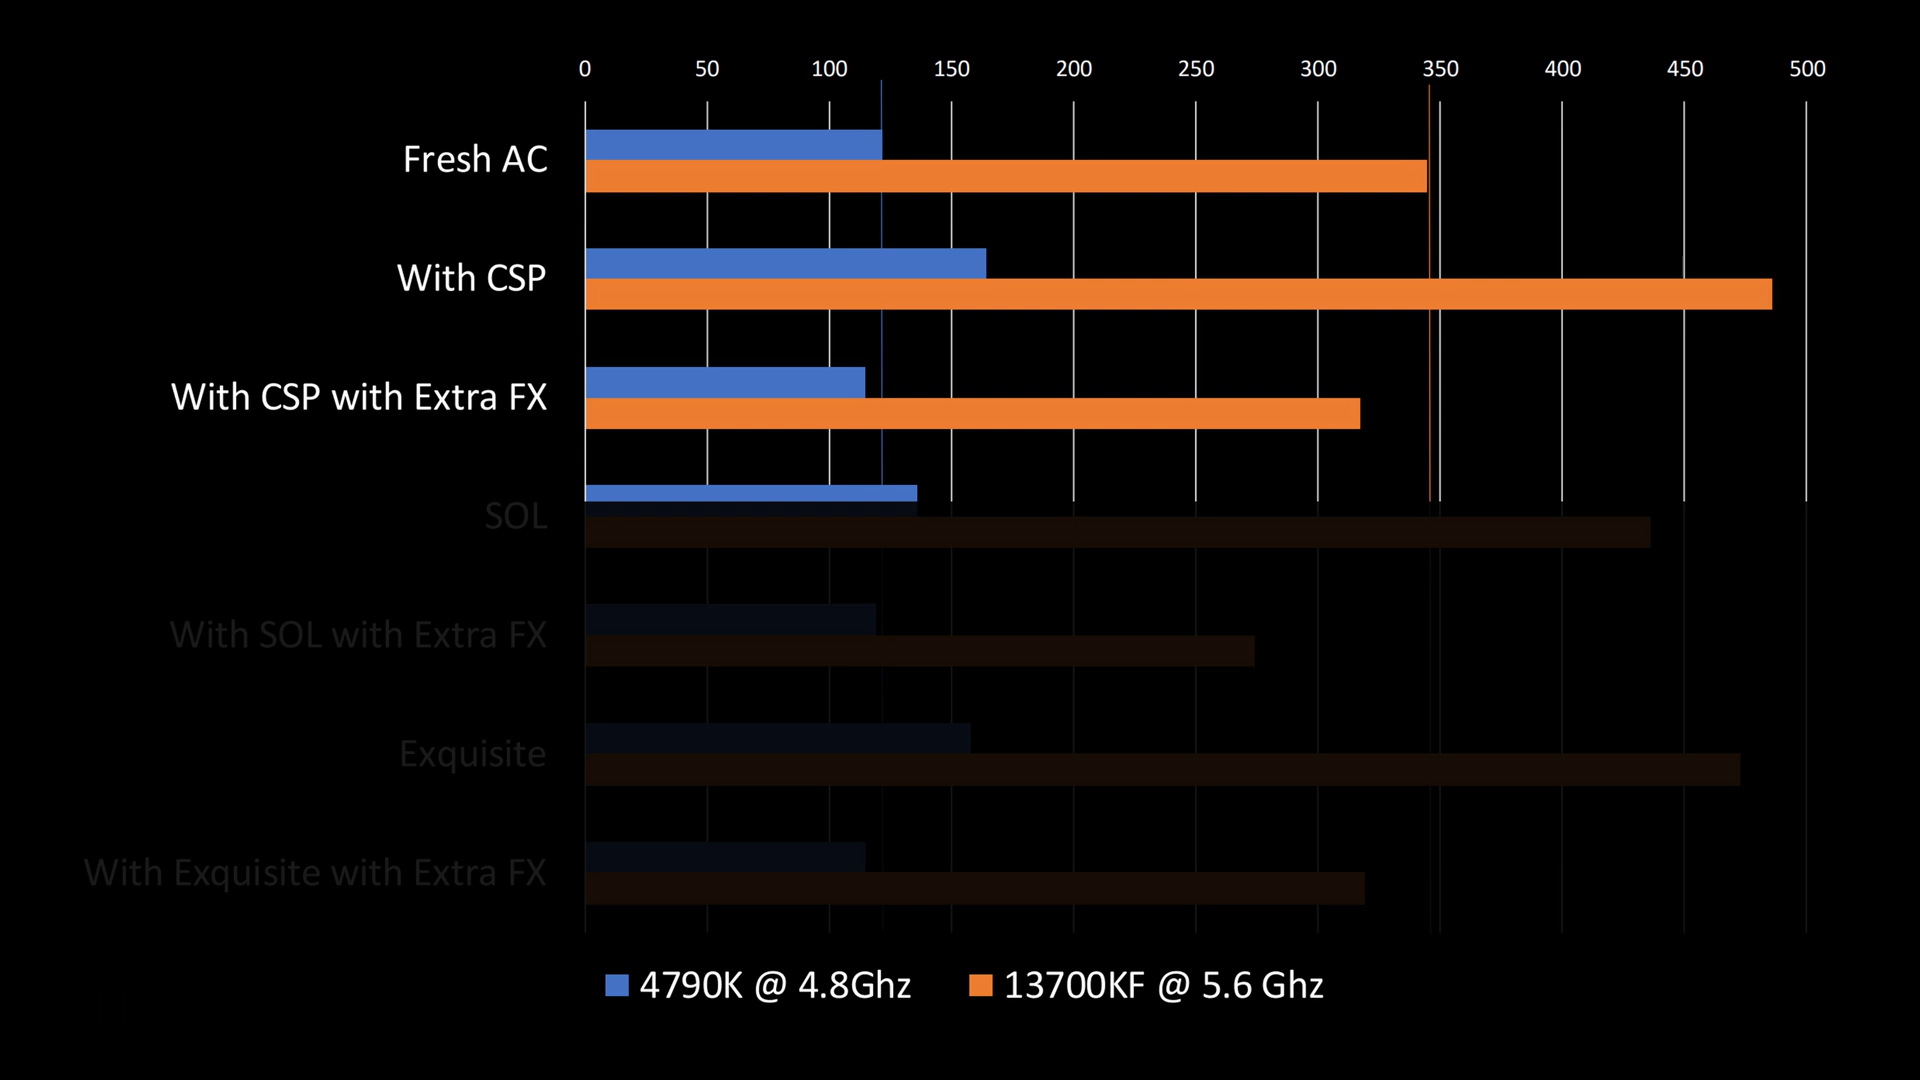 0 50 100 150 200 250 300 350 400 450 500
Fresh AC
With CSP
With CSP with Extra FX
SOL
With SOL with Extra FX
Exquisite
With Exquisite with Extra FX
4790K @ 4.8Ghz 13700KF @ 5.6 Ghz